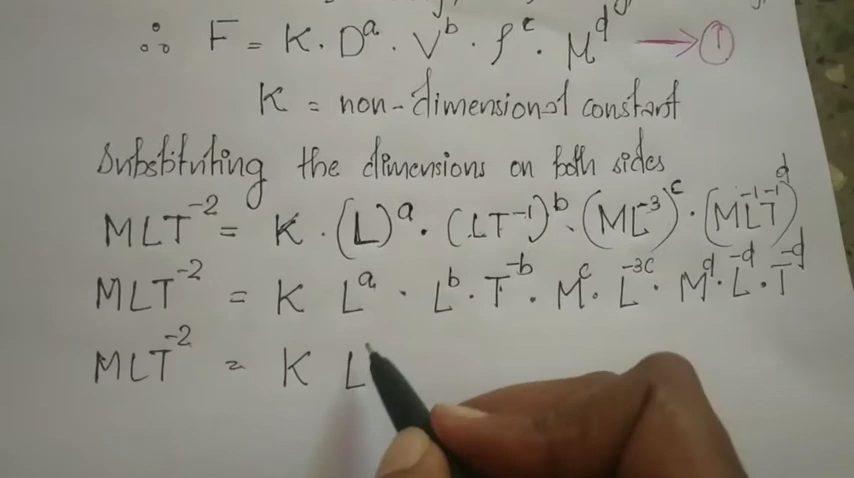 ∴ F = K · D^a · V^b · ρ^c · μ^d → ①
K = non-dimensional constant
Substituting the dimensions on both sides
MLT^-2 = K · (L)^a · (LT^-1)^b · (ML^-3)^c · (ML^-1T^-1)^d
MLT^-2 = K L^a · L^b · T^-b · M^c · L^-3c · M^d · L^-d · T^-d
MLT^-2 = K L